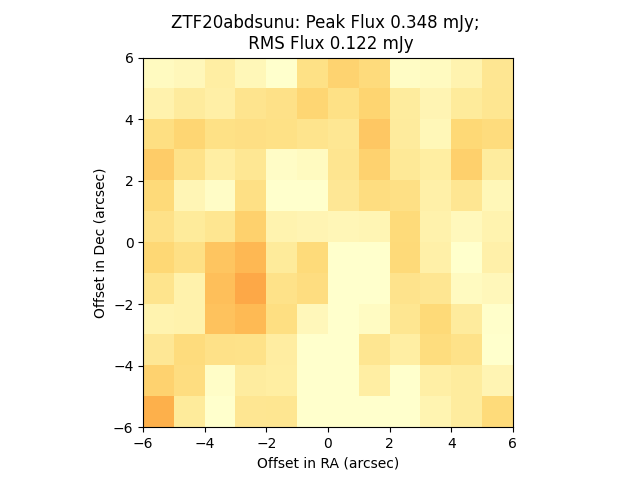 ZTF20abdsunu: Peak Flux 0.348 mJy;
RMS Flux 0.122 mJy
6
4
2
0
−2
−4
−6
Offset in Dec (arcsec)
−6 −4 −2 0 2 4 6
Offset in RA (arcsec)